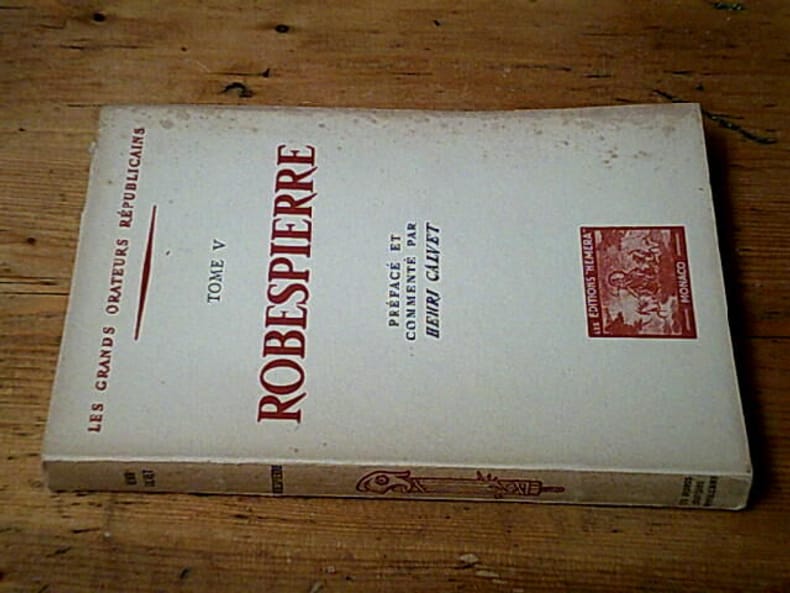 LES GRANDS ORATEURS RÉPUBLICAINS
TOME V
ROBESPIERRE
PRÉFACÉ ET
COMMENTÉ PAR
HENRI CALVET
LES ÉDITIONS "HEMERA"
MONACO